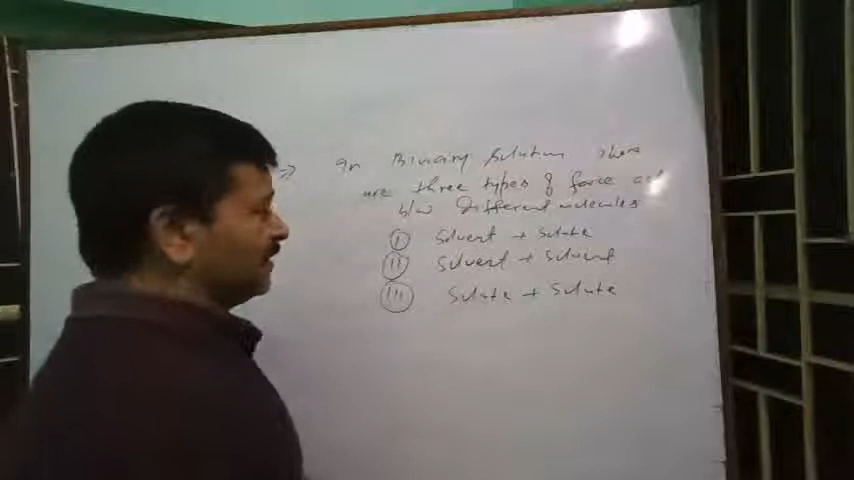 ⇒ In Binary Solution there
are three types of force act
b/w Different molecules
(I) Solvent + Solute
(II) Solvent + Solvent
(III) Solute + Solute